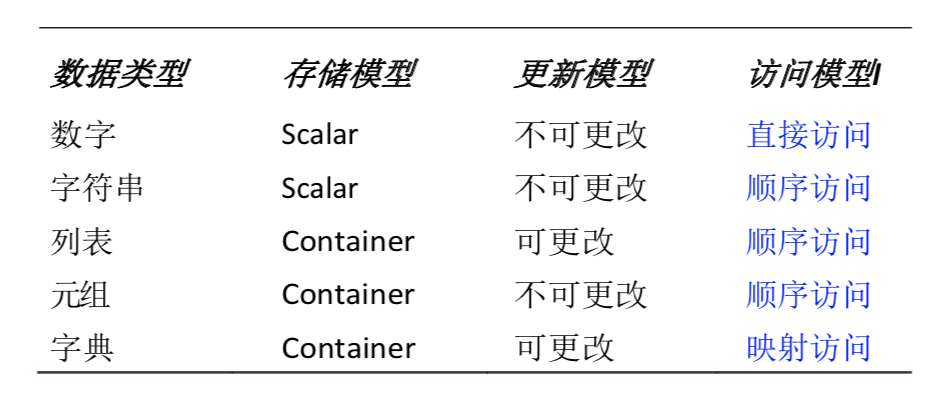 数据类型 存储模型 更新模型 访问模型l
数字 Scalar 不可更改 直接访问
字符串 Scalar 不可更改 顺序访问
列表 Container 可更改 顺序访问
元组 Container 不可更改 顺序访问
字典 Container 可更改 映射访问